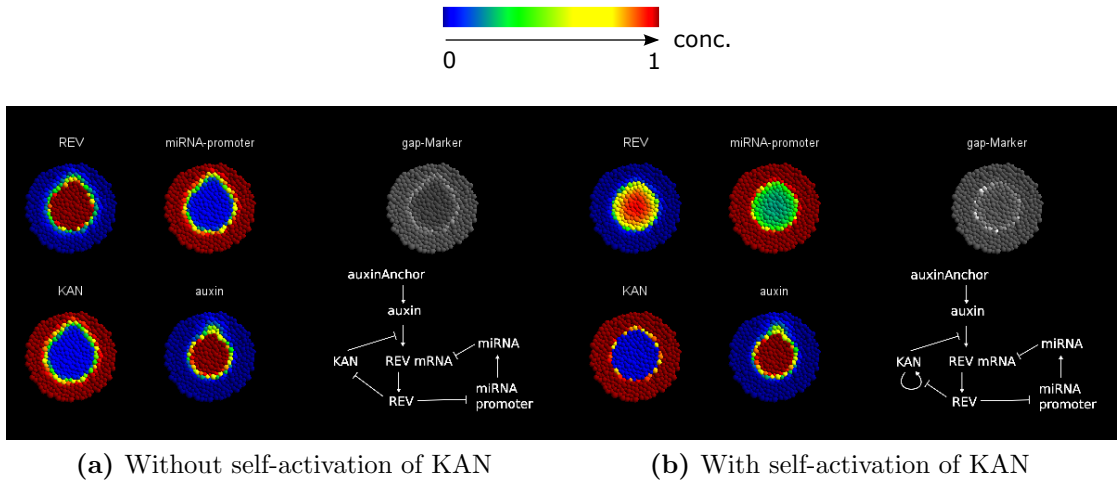 conc.
0 1
REV miRNA-promoter gap-Marker
KAN auxin
auxinAnchor
auxin
miRNA
KAN REV mRNA
miRNA
promoter
REV
(a) Without self-activation of KAN
REV miRNA-promoter gap-Marker
KAN auxin
auxinAnchor
auxin
miRNA
KAN REV mRNA
miRNA
promoter
REV
(b) With self-activation of KAN